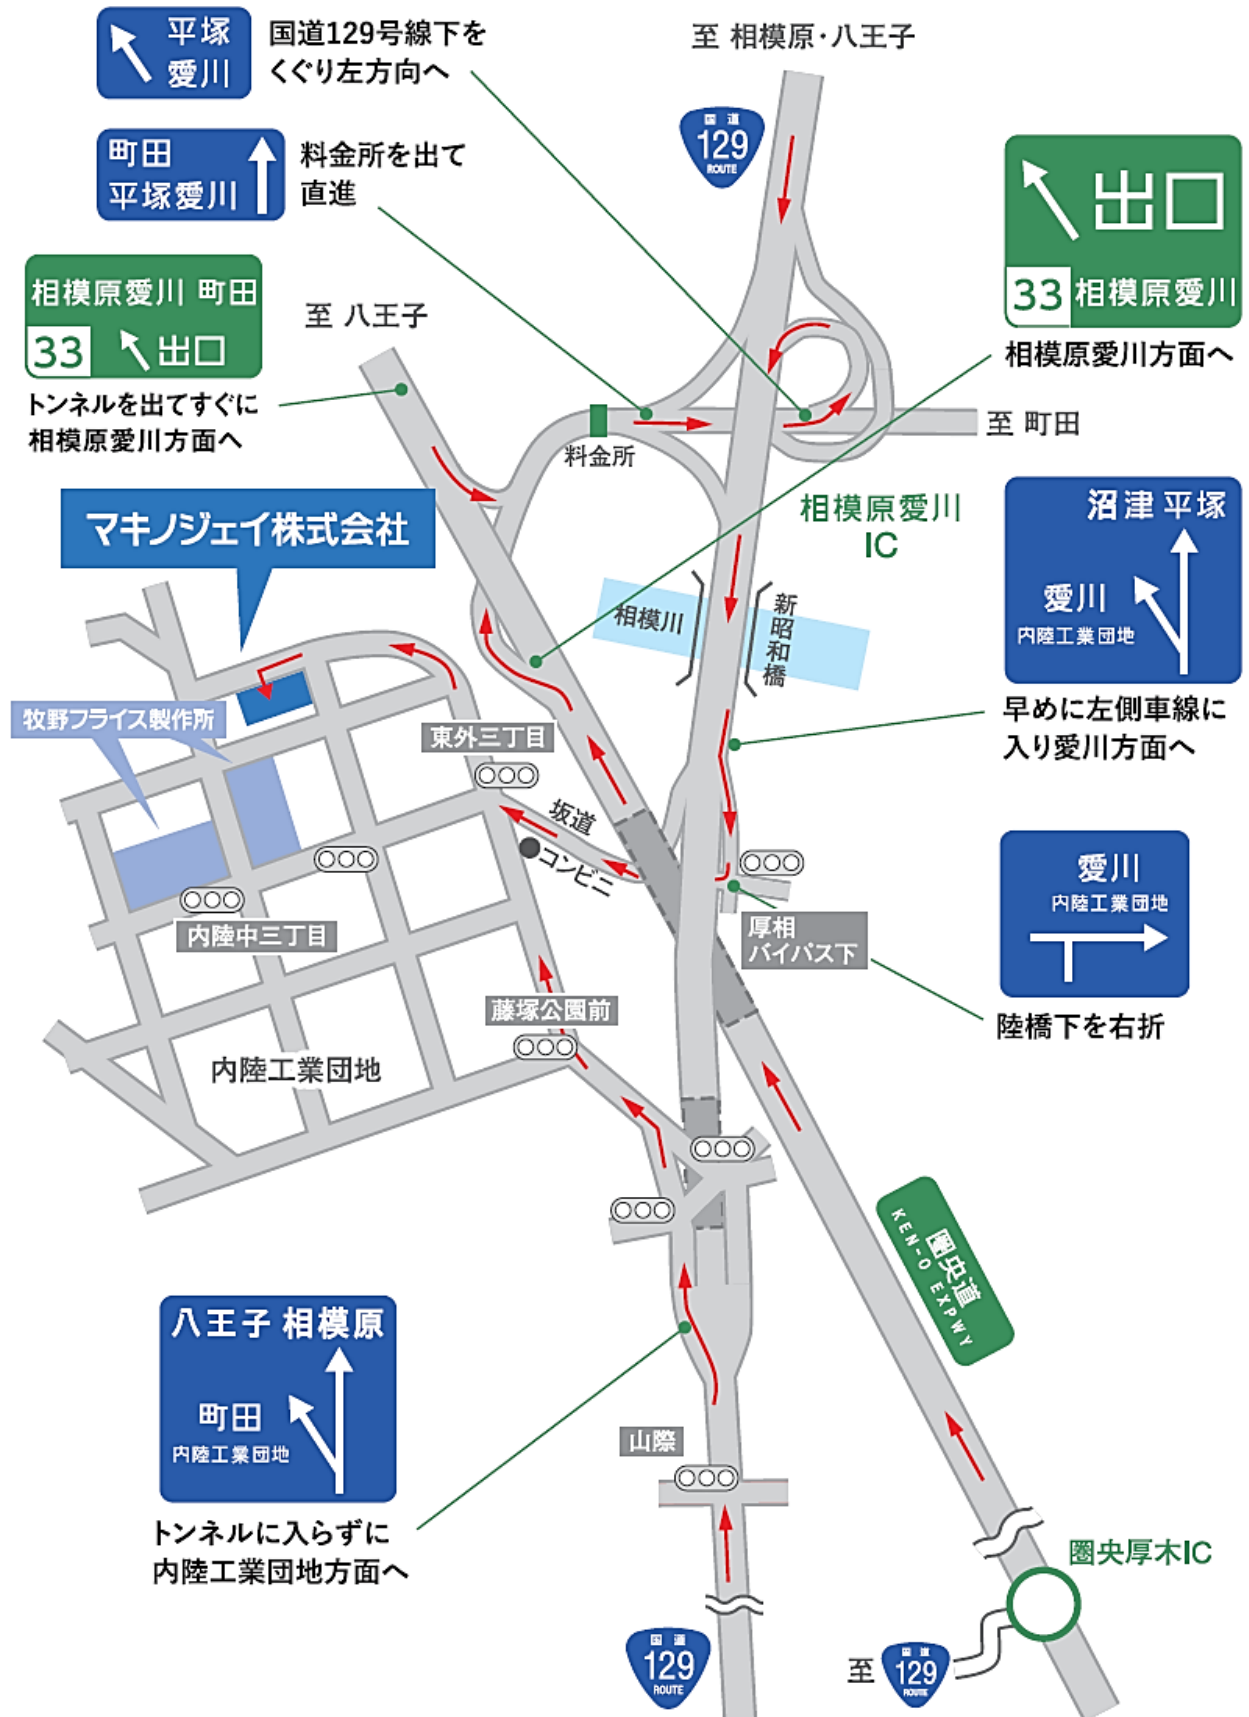 平塚
愛川
国道129号線下を
くぐり左方向へ
至 相模原・八王子
国道
129
ROUTE
町田
平塚愛川
料金所を出て
直進
出口
33 相模原愛川
相模原愛川方面へ
相模原愛川 町田
33 出口
トンネルを出てすぐに
相模原愛川方面へ
至 八王子
料金所
至 町田
相模原愛川
IC
マキノジェイ株式会社
沼津 平塚
愛川
内陸工業団地
早めに左側車線に
入り愛川方面へ
相模川
新昭和橋
牧野フライス製作所
東外三丁目
坂道
コンビニ
愛川
内陸工業団地
陸橋下を右折
厚相
バイパス下
内陸中三丁目
藤塚公園前
内陸工業団地
圏央道
KEN-O EXPWY
八王子 相模原
町田
内陸工業団地
トンネルに入らずに
内陸工業団地方面へ
山際
圏央厚木IC
国道
129
ROUTE
至
国道
129
ROUTE